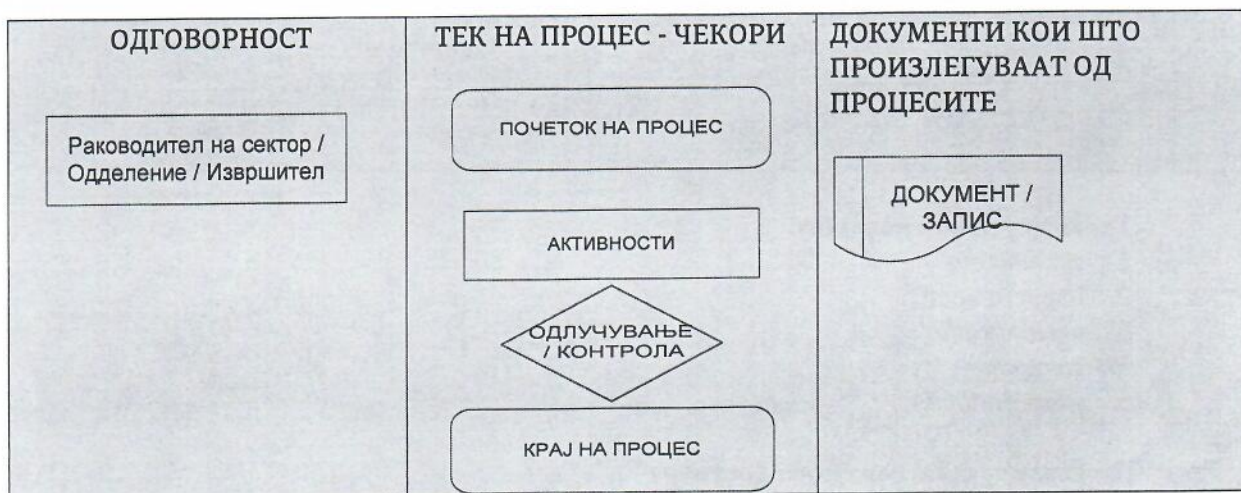 ОДГОВОРНОСТ
Раководител на сектор /
Одделение / Извршител
ТЕК НА ПРОЦЕС - ЧЕКОРИ
ПОЧЕТОК НА ПРОЦЕС
АКТИВНОСТИ
ОДЛУЧУВАЊЕ
/ КОНТРОЛА
КРАЈ НА ПРОЦЕС
ДОКУМЕНТИ КОИ ШТО
ПРОИЗЛЕГУВААТ ОД
ПРОЦЕСИТЕ
ДОКУМЕНТ /
ЗАПИС